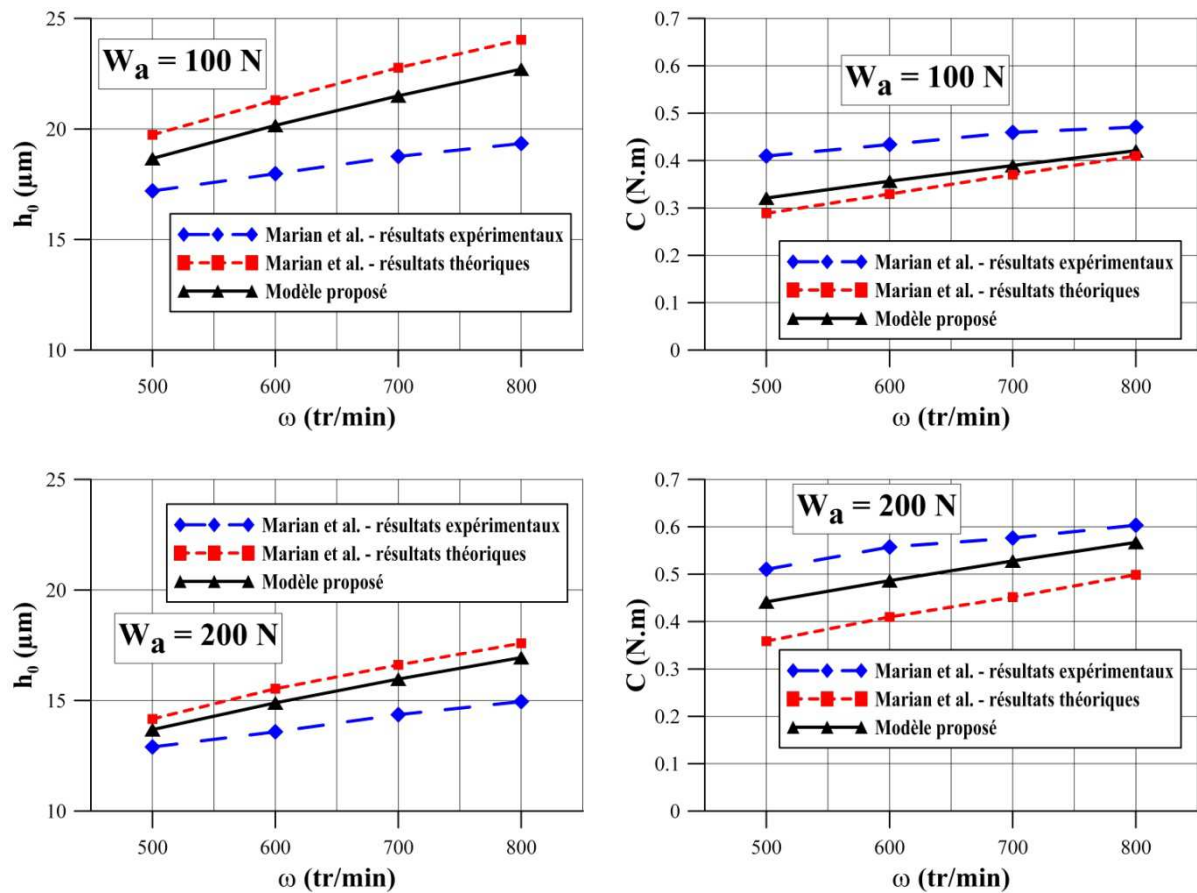 25
20
15
10
h₀ (µm)
Wa = 100 N
Marian et al. - résultats expérimentaux
Marian et al. - résultats théoriques
Modèle proposé
500 600 700 800
ω (tr/min)
0.7
0.6
0.5
0.4
0.3
0.2
0.1
0
C (N.m)
Wa = 100 N
Marian et al. - résultats expérimentaux
Marian et al. - résultats théoriques
Modèle proposé
500 600 700 800
ω (tr/min)
25
20
15
10
h₀ (µm)
Marian et al. - résultats expérimentaux
Marian et al. - résultats théoriques
Modèle proposé
Wa = 200 N
500 600 700 800
ω (tr/min)
0.7
0.6
0.5
0.4
0.3
0.2
0.1
0
C (N.m)
Wa = 200 N
Marian et al. - résultats expérimentaux
Marian et al. - résultats théoriques
Modèle proposé
500 600 700 800
ω (tr/min)